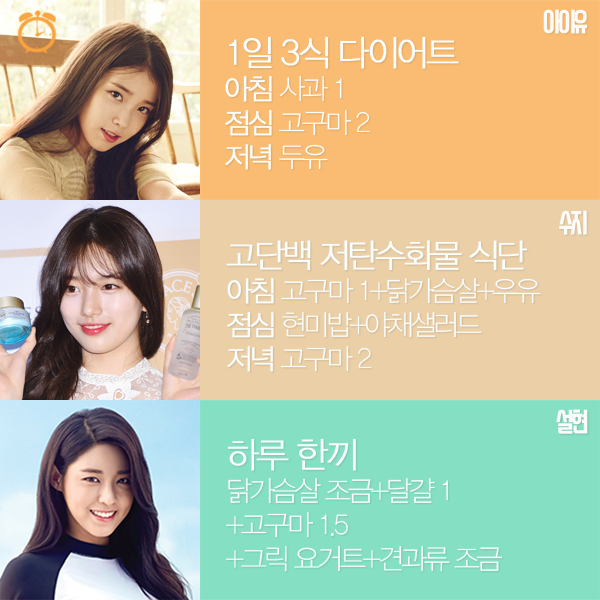 아이유
1일 3식 다이어트
아침 사과 1
점심 고구마 2
저녁 두유
수지
고단백 저탄수화물 식단
아침 고구마 1+닭가슴살+우유
점심 현미밥+야채샐러드
저녁 고구마 2
설현
하루 한끼
닭가슴살 조금+달걀 1
+고구마 1.5
+그릭 요거트+견과류 조금